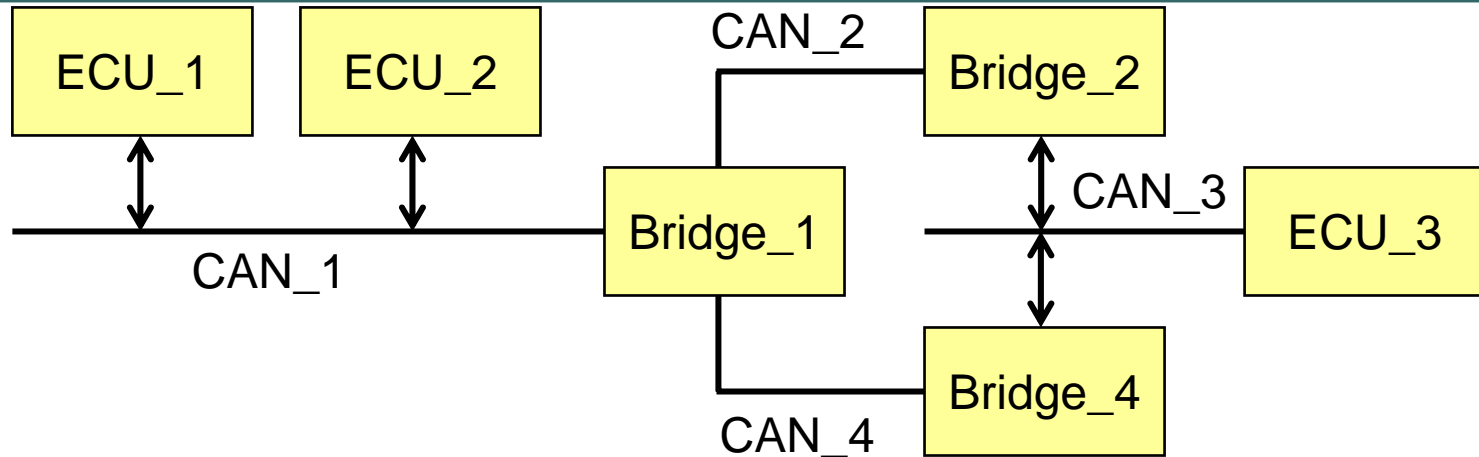 ECU_1
ECU_2
CAN_2
Bridge_2
CAN_1
Bridge_1
CAN_3
ECU_3
CAN_4
Bridge_4